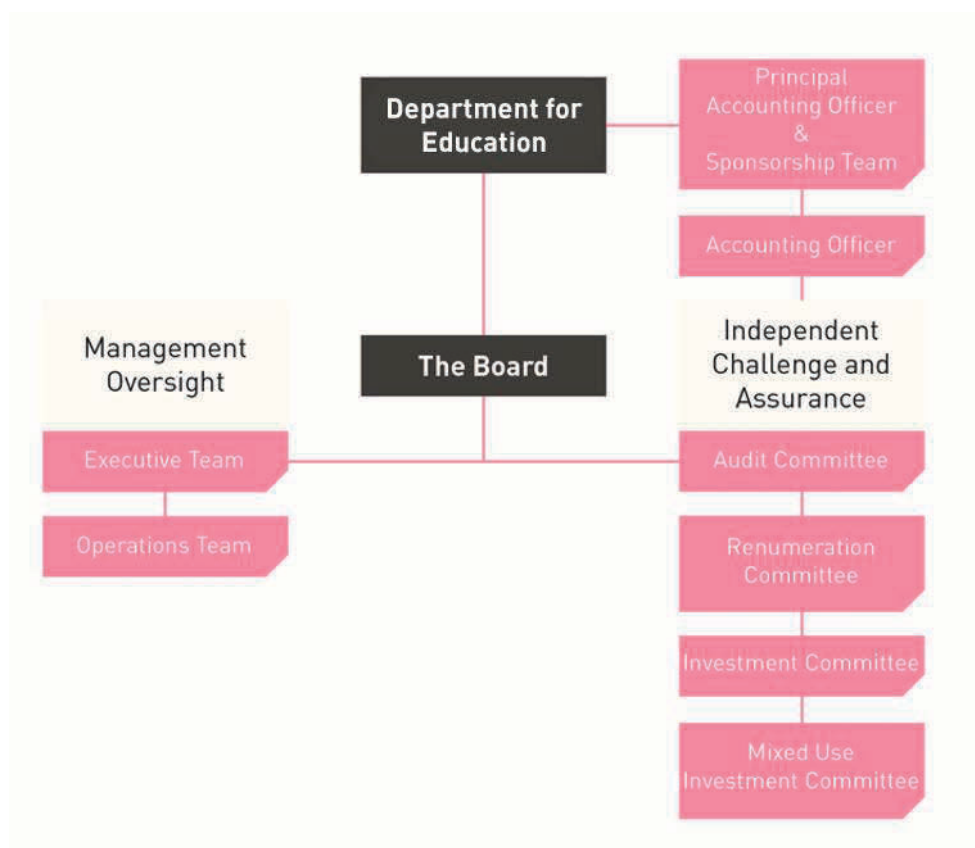 Department for
Education
Principal
Accounting Officer
&
Sponsorship Team
Accounting Officer
Management
Oversight
The Board
Independent
Challenge and
Assurance
Executive Team
Audit Committee
Operations Team
Renumeration
Committee
Investment Committee
Mixed Use
Investment Committee